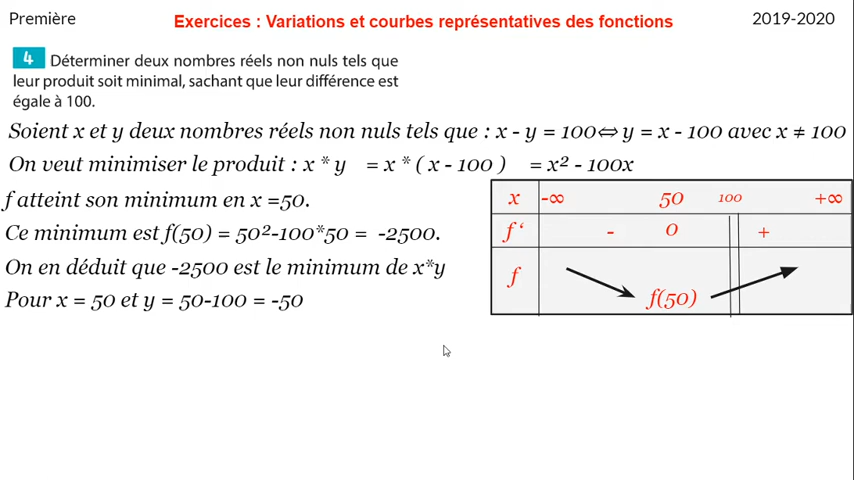 Première
Exercices : Variations et courbes représentatives des fonctions
2019-2020
4 Déterminer deux nombres réels non nuls tels que
leur produit soit minimal, sachant que leur différence est
égale à 100.
Soient x et y deux nombres réels non nuls tels que : x - y = 100⇔ y = x - 100 avec x ≠ 100
On veut minimiser le produit : x * y = x * ( x - 100 ) = x² - 100x
f atteint son minimum en x =50.
Ce minimum est f(50) = 50²-100*50 = -2500.
On en déduit que -2500 est le minimum de x*y
Pour x = 50 et y = 50-100 = -50
x -∞ 50 100 +∞
f ‘ - 0 +
f
f(50)